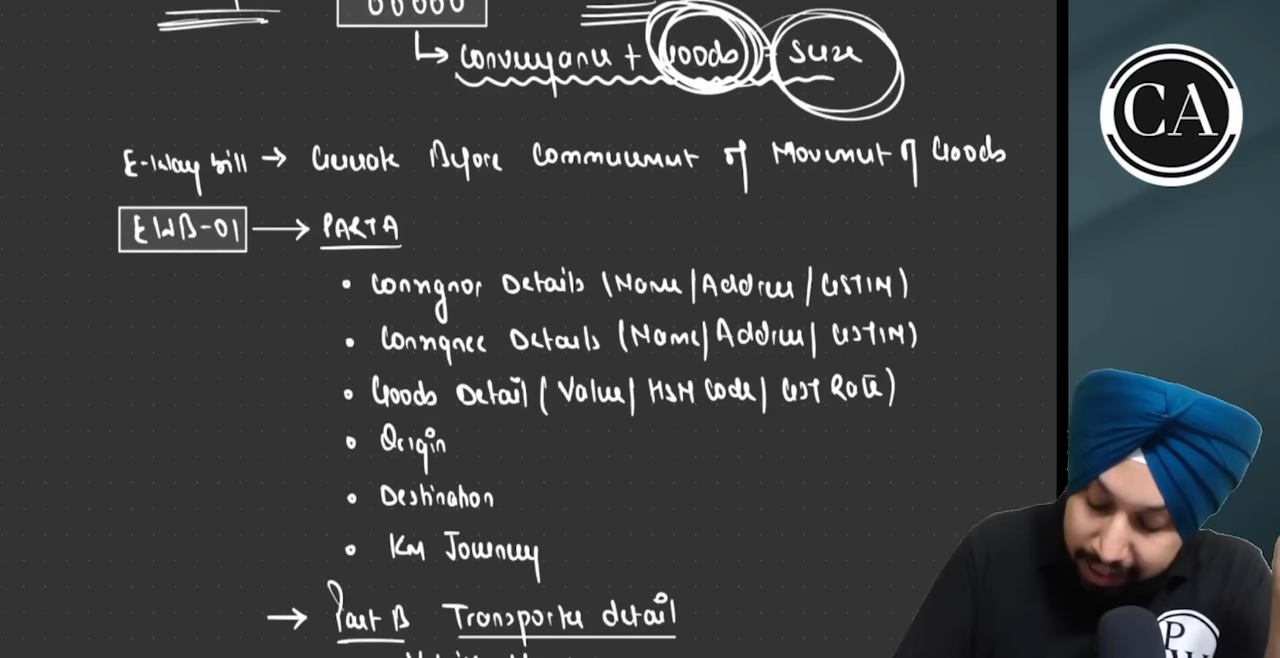 00000
↳ Conveyance + Goods - Seize
CA
E-Way Bill → Generate Before Commencement of Movement of Goods
EWB-01 → PART A
• Consignor Details (Name/Address/GSTIN)
• Consignee Details (Name/Address/GSTIN)
• Goods Detail (Value/HSN Code/GST Rate)
• Origin
• Destination
• KM Journey
→ Part B Transporter detail
P
W